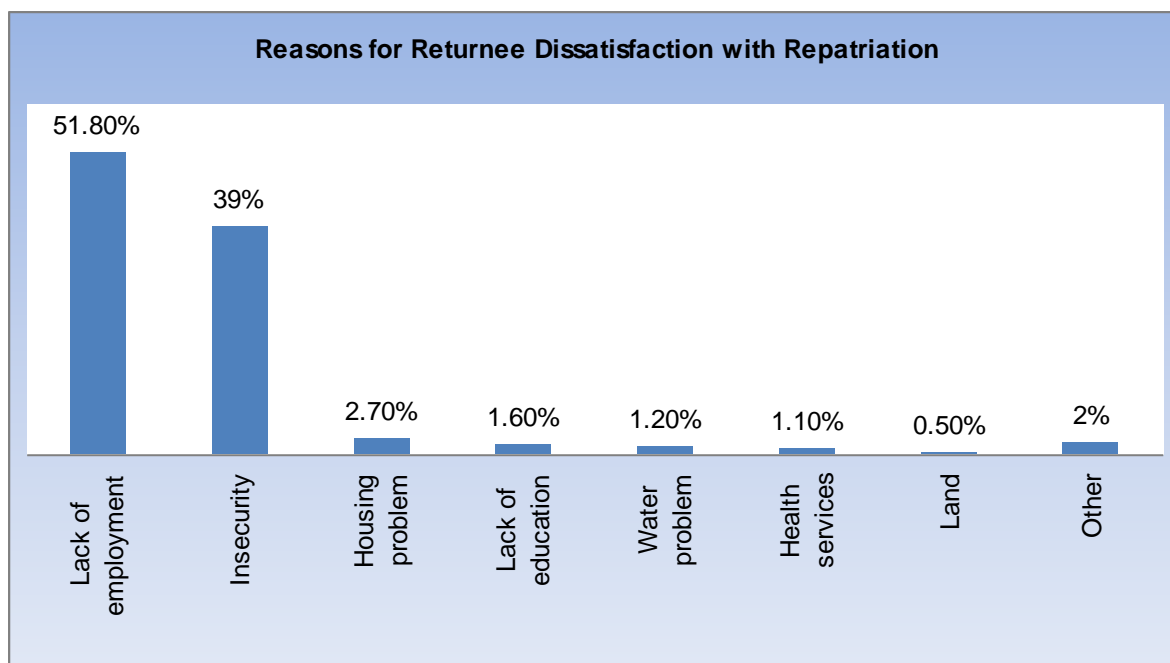 Reasons for Returnee Dissatisfaction with Repatriation
51.80%
39%
2.70%
1.60%
1.20%
1.10%
0.50%
2%
Lack of
employment
Insecurity
Housing
problem
Lack of
education
Water
problem
Health
services
Land
Other